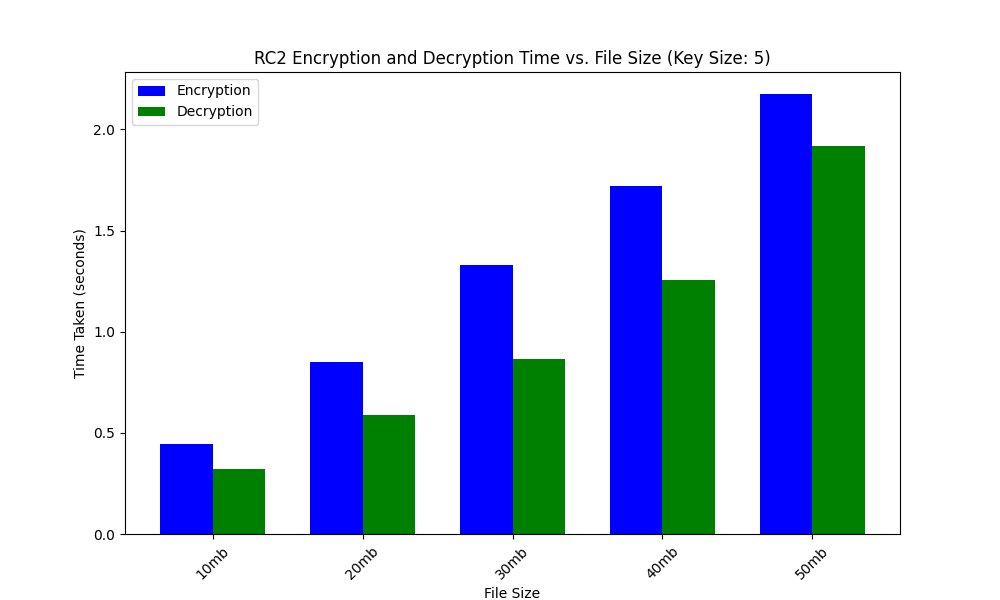 RC2 Encryption and Decryption Time vs. File Size (Key Size: 5)
Encryption
Decryption
Time Taken (seconds)
2.0
1.5
1.0
0.5
0.0
10mb
20mb
30mb
40mb
50mb
File Size